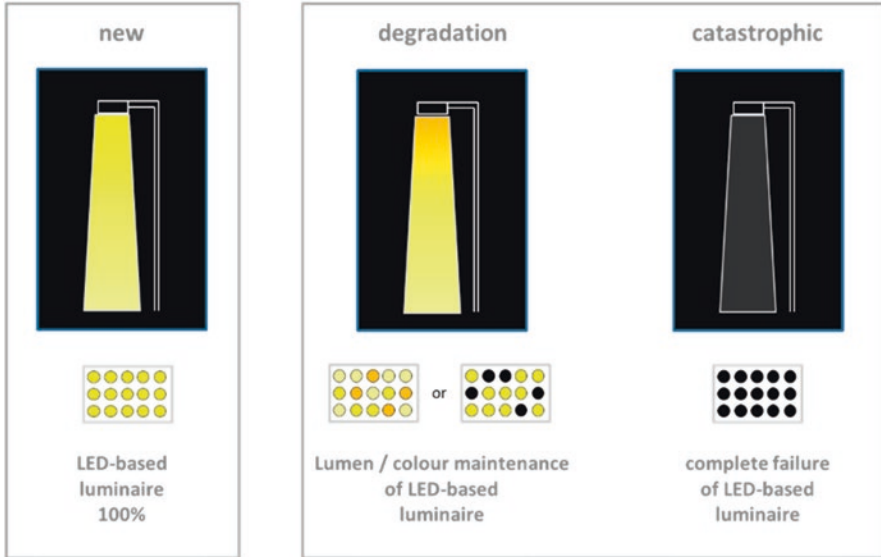 new
degradation
catastrophic
or
LED-based
luminaire
100%
Lumen / colour maintenance
of LED-based
luminaire
complete failure
of LED-based
luminaire